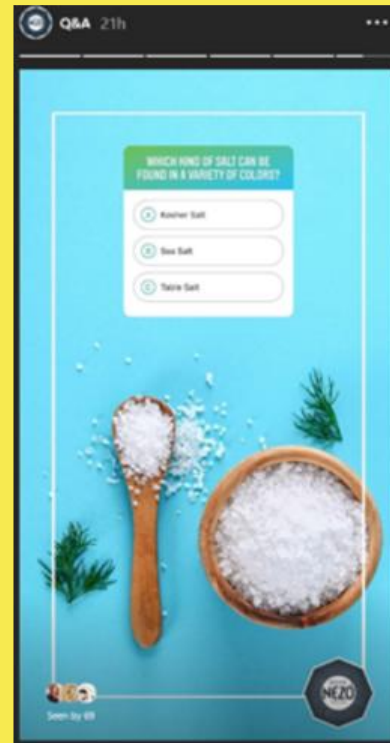 Q&A 21h
WHICH KIND OF SALT CAN BE
FOUND IN A VARIETY OF COLORS?
A Kosher Salt
B Sea Salt
C Table Salt
NEZO
Seen by 69